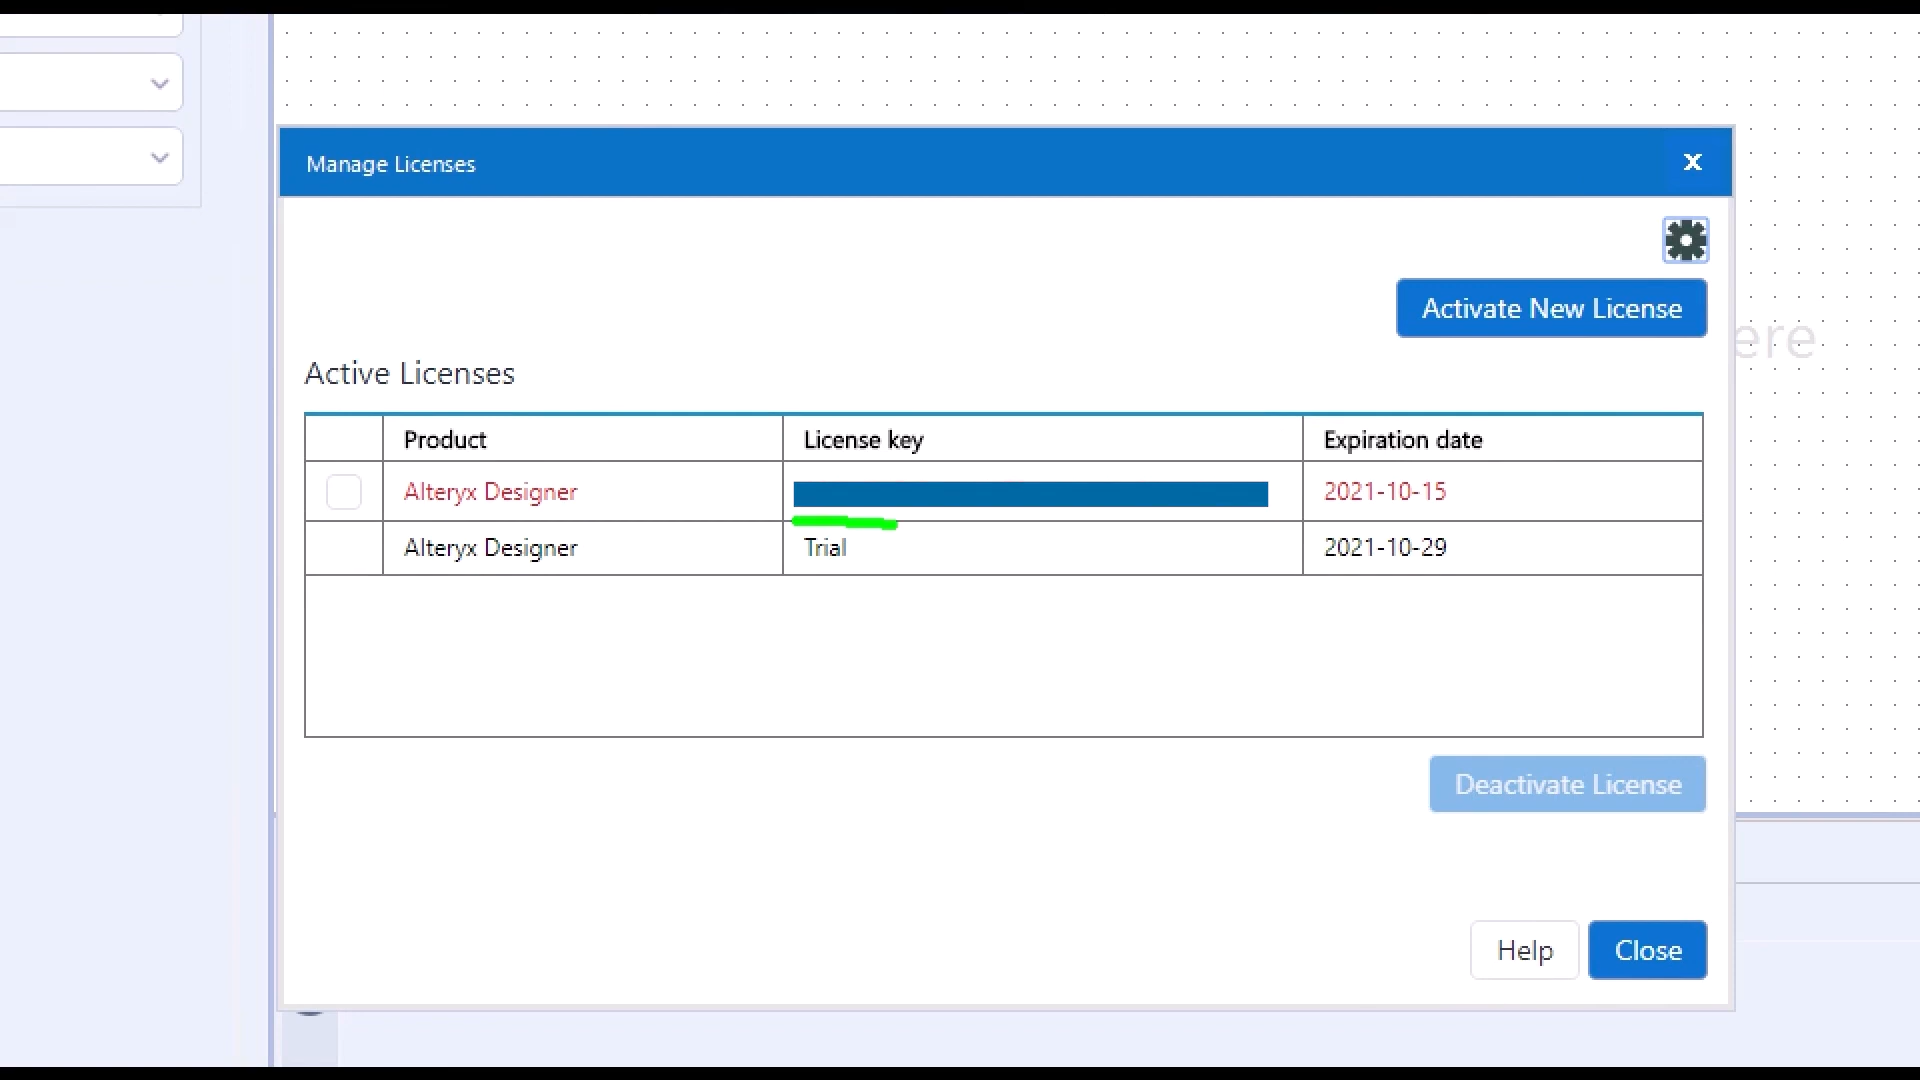 Manage Licenses
Activate New License
ere
Active Licenses
Product License key Expiration date
Alteryx Designer 2021-10-15
Alteryx Designer Trial 2021-10-29
Deactivate License
Help Close